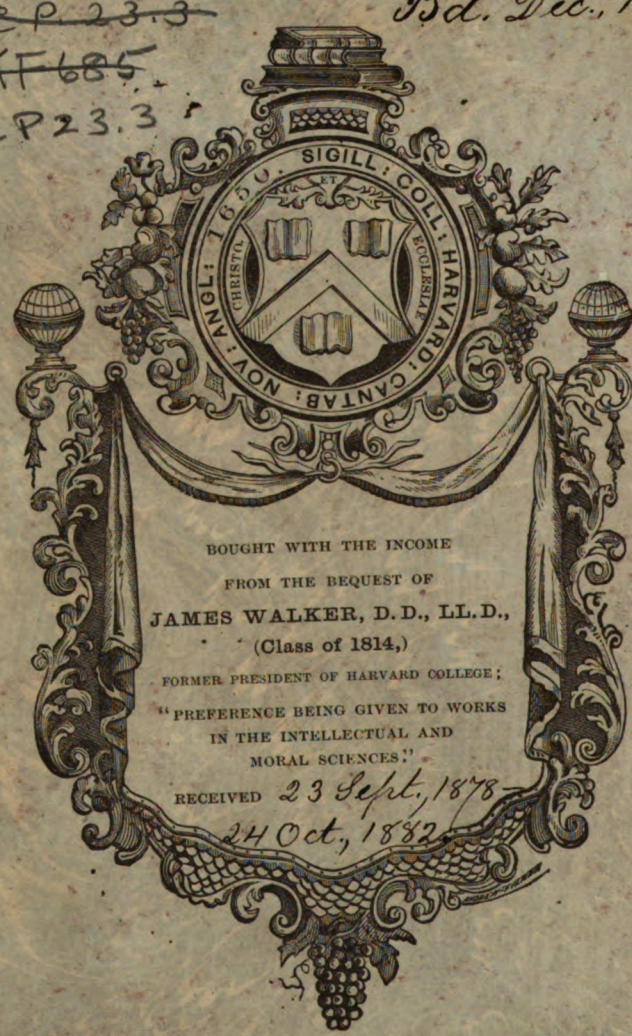 P 23.3
Bd. Dec.,
F685
P23.3
SIGILL: COLL: HARVARD: CANTAB: NOV: ANGL: 1650.
ET
CHRISTO.
ECCLESIAE
BOUGHT WITH THE INCOME
FROM THE BEQUEST OF
JAMES WALKER, D.D., LL.D.,
(Class of 1814,)
FORMER PRESIDENT OF HARVARD COLLEGE;
"PREFERENCE BEING GIVEN TO WORKS
IN THE INTELLECTUAL AND
MORAL SCIENCES."
RECEIVED 23 Sept., 1878 –
24 Oct., 1882.